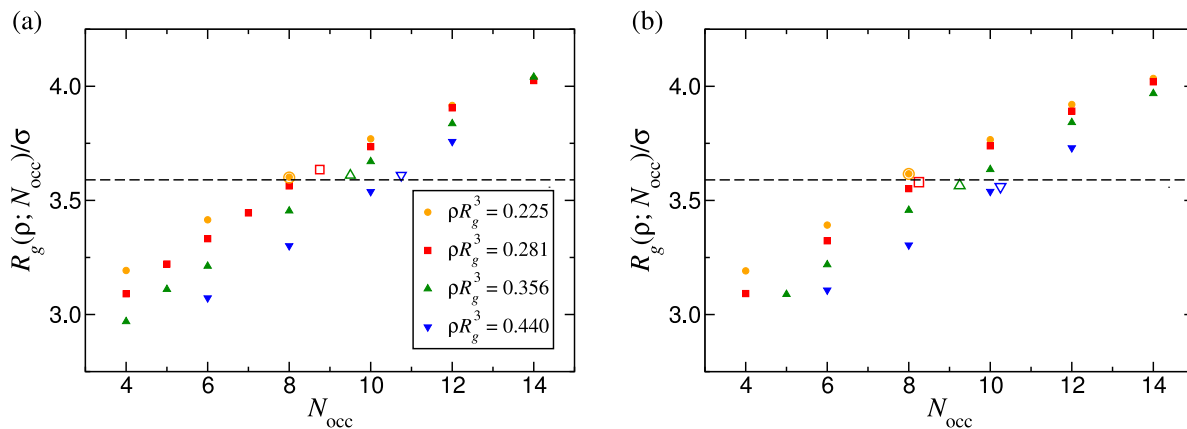 (a)
4.0
3.5
3.0
R_g(ρ; N_occ)/σ
ρR_g^3 = 0.225
ρR_g^3 = 0.281
ρR_g^3 = 0.356
ρR_g^3 = 0.440
4 6 8 10 12 14
N_occ
(b)
4.0
3.5
3.0
R_g(ρ; N_occ)/σ
4 6 8 10 12 14
N_occ